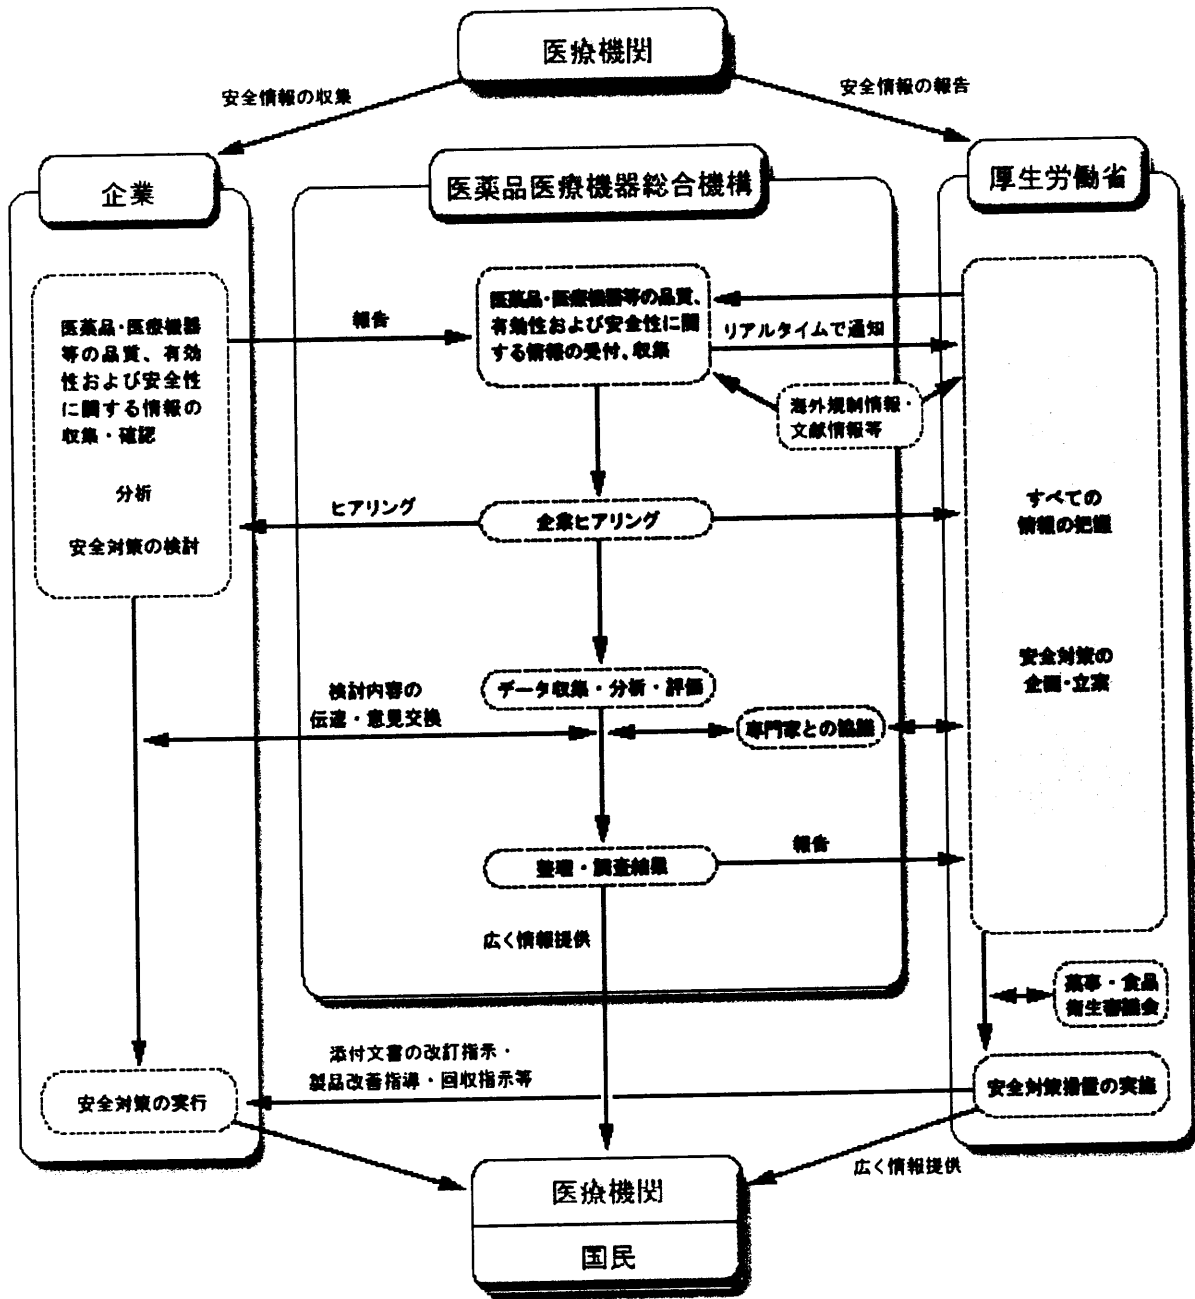 医療機関
安全情報の収集
安全情報の報告
企業
医薬品医療機器総合機構
厚生労働省
医薬品・医療機器
等の品質、有効
性および安全性
に関する情報の
収集・確認
分析
安全対策の検討
報告
医薬品・医療機器等の品質、
有効性および安全性に関
する情報の受付、収集
リアルタイムで通知
海外規制情報・
文献情報等
ヒアリング
企業ヒアリング
すべての
情報の把握
安全対策の
企画・立案
データ収集・分析・評価
検討内容の
伝達・意見交換
専門家との協議
整理・調査結果
報告
広く情報提供
薬事・食品
衛生審議会
添付文書の改訂指示・
製品改善指導・回収指示等
安全対策の実行
安全対策措置の実施
広く情報提供
医療機関
国民